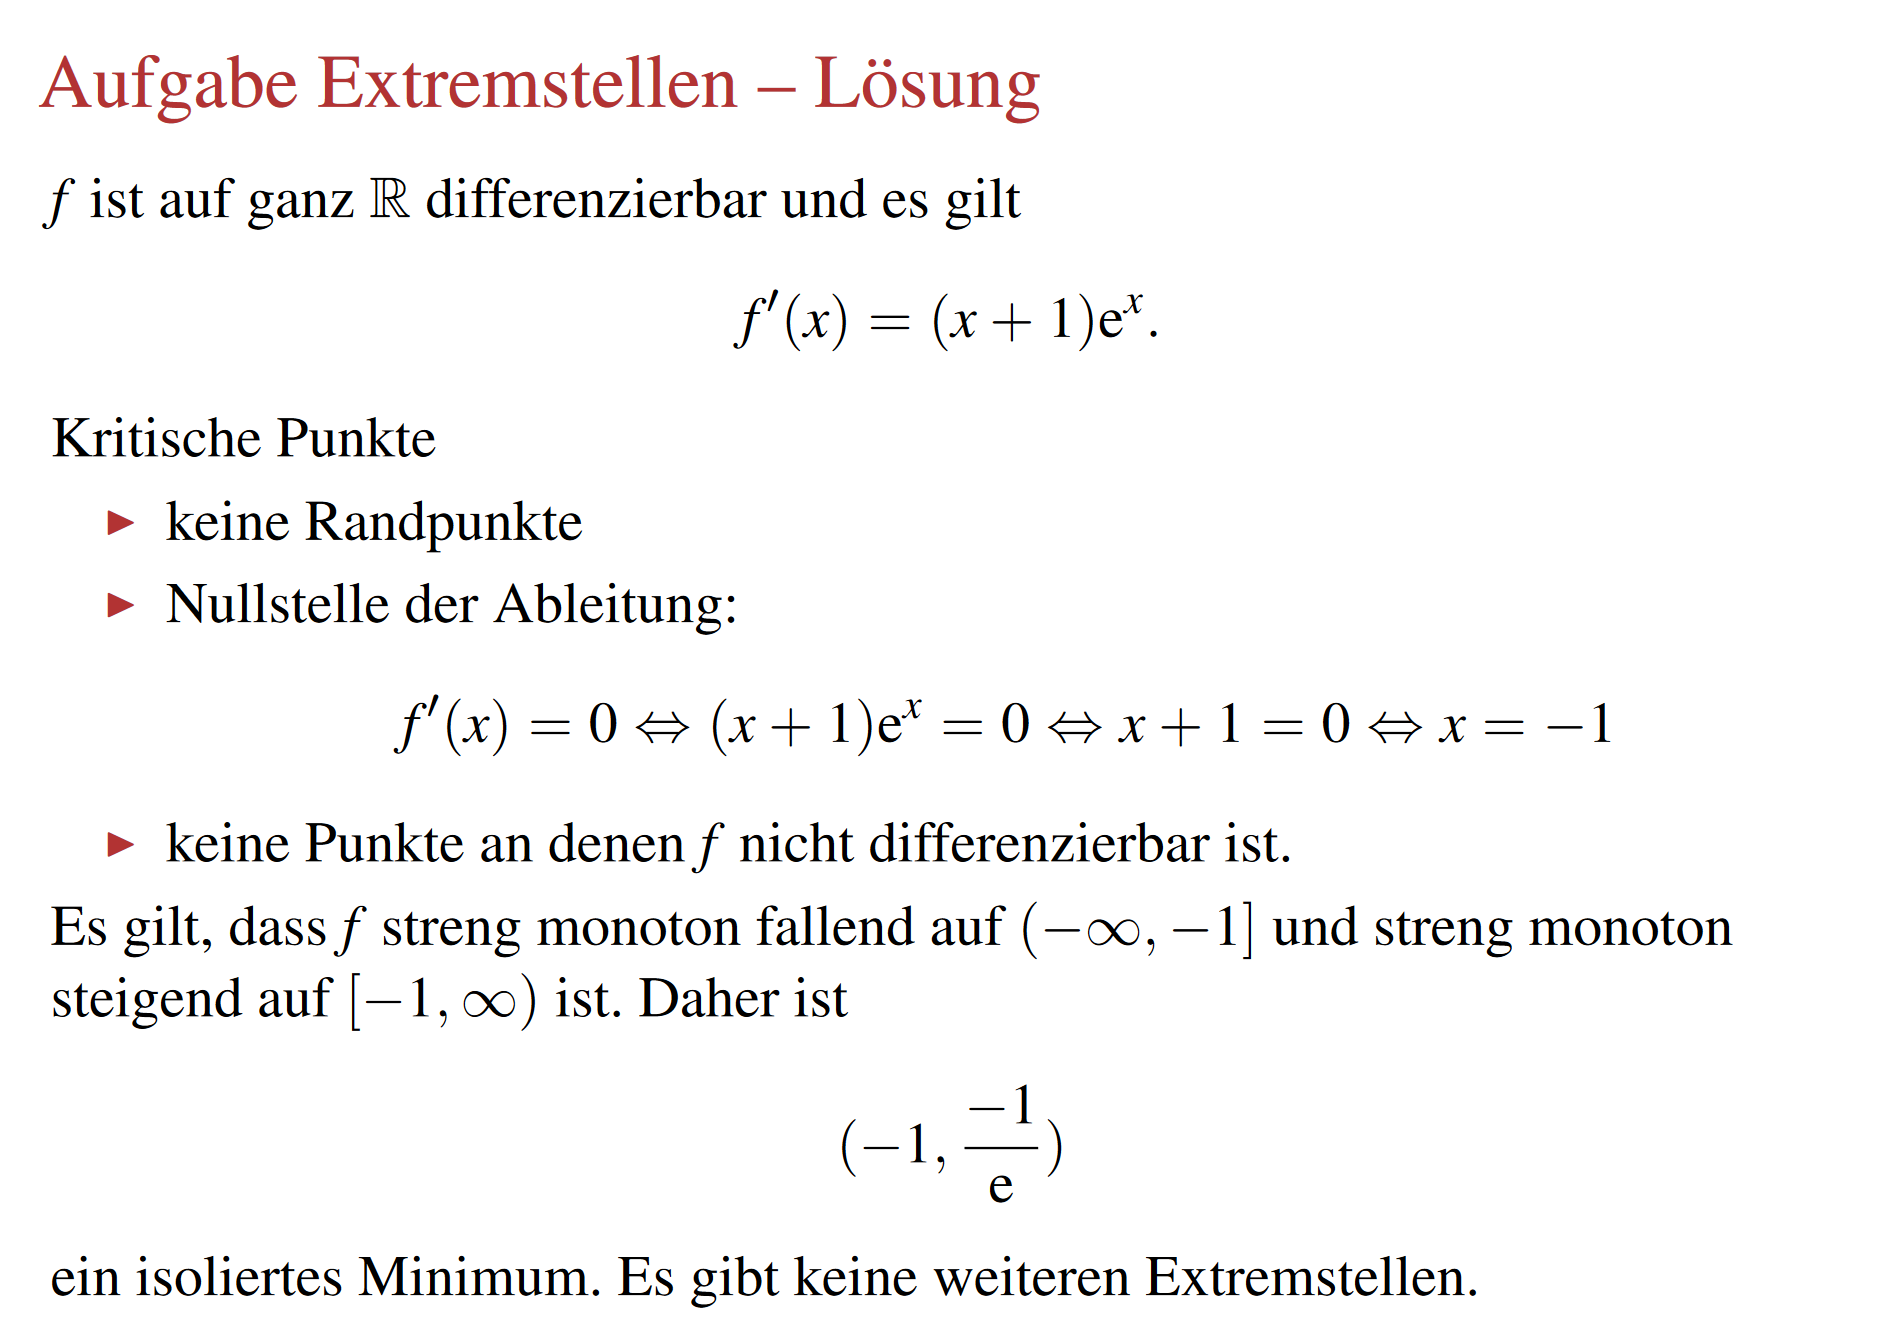 Aufgabe Extremstellen – Lösung
f ist auf ganz ℝ differenzierbar und es gilt
f′(x) = (x + 1)eˣ.
Kritische Punkte
▶ keine Randpunkte
▶ Nullstelle der Ableitung:
f′(x) = 0 ⇔ (x + 1)eˣ = 0 ⇔ x + 1 = 0 ⇔ x = −1
▶ keine Punkte an denen f nicht differenzierbar ist.
Es gilt, dass f streng monoton fallend auf (−∞, −1] und streng monoton
steigend auf [−1, ∞) ist. Daher ist
(−1, −1/e)
ein isoliertes Minimum. Es gibt keine weiteren Extremstellen.